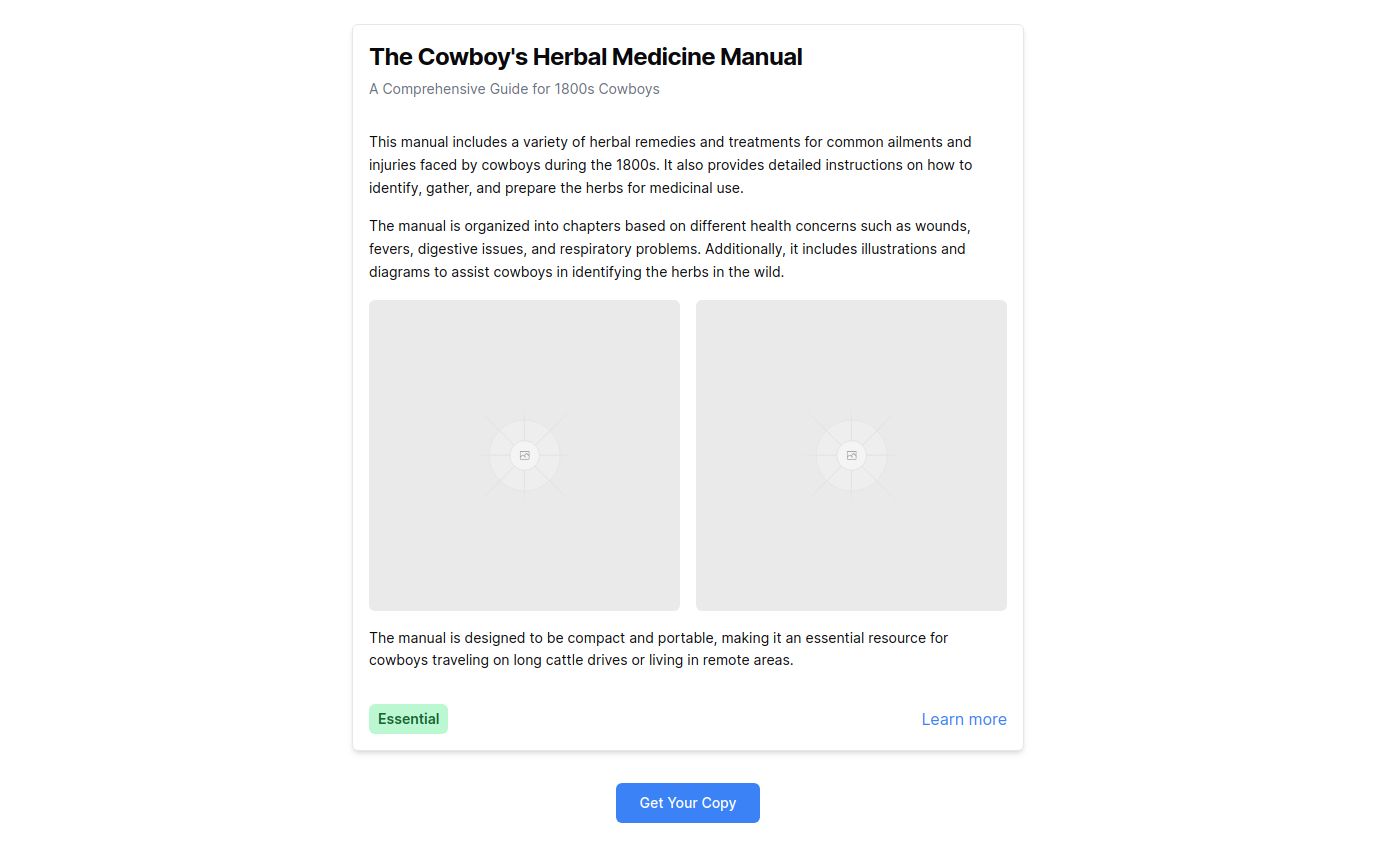 The Cowboy's Herbal Medicine Manual
A Comprehensive Guide for 1800s Cowboys
This manual includes a variety of herbal remedies and treatments for common ailments and
injuries faced by cowboys during the 1800s. It also provides detailed instructions on how to
identify, gather, and prepare the herbs for medicinal use.
The manual is organized into chapters based on different health concerns such as wounds,
fevers, digestive issues, and respiratory problems. Additionally, it includes illustrations and
diagrams to assist cowboys in identifying the herbs in the wild.
The manual is designed to be compact and portable, making it an essential resource for
cowboys traveling on long cattle drives or living in remote areas.
Essential
Learn more
Get Your Copy